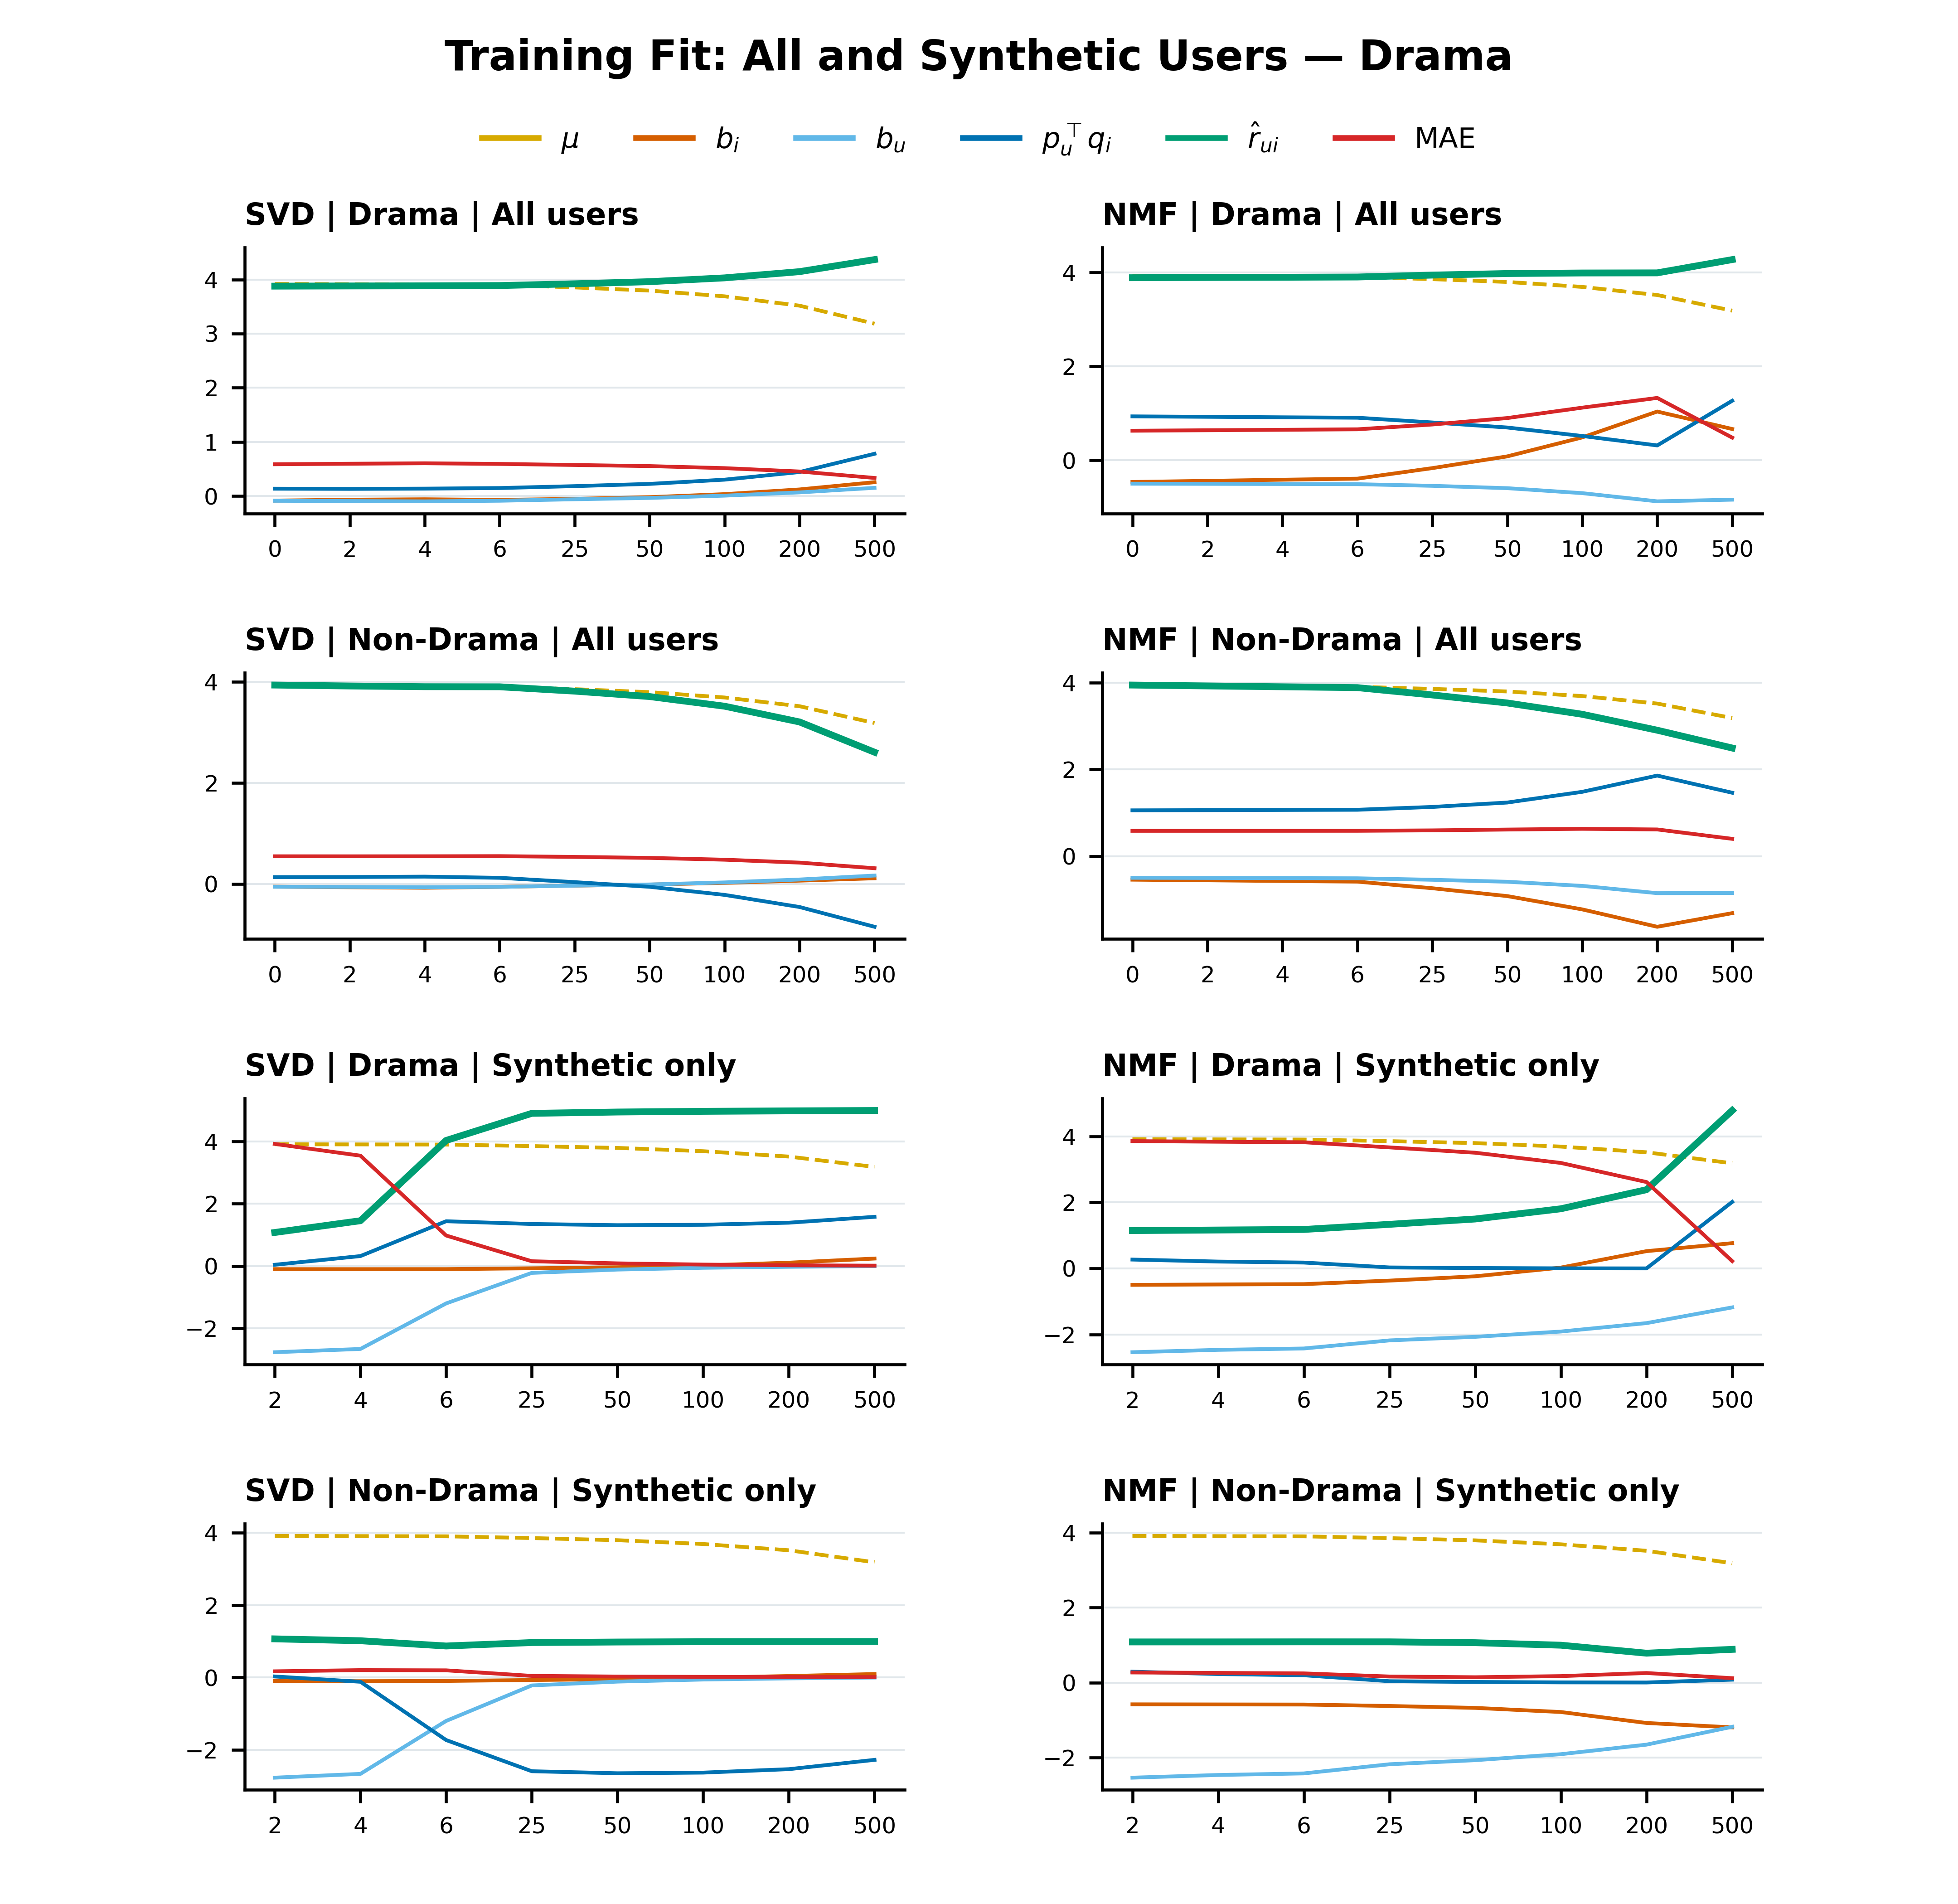 Training Fit: All and Synthetic Users — Drama
μ b_i b_u p_u^⊤ q_i r̂_ui MAE
SVD | Drama | All users
4
3
2
1
0
0 2 4 6 25 50 100 200 500
NMF | Drama | All users
4
2
0
0 2 4 6 25 50 100 200 500
SVD | Non-Drama | All users
4
2
0
0 2 4 6 25 50 100 200 500
NMF | Non-Drama | All users
4
2
0
0 2 4 6 25 50 100 200 500
SVD | Drama | Synthetic only
4
2
0
−2
2 4 6 25 50 100 200 500
NMF | Drama | Synthetic only
4
2
0
−2
2 4 6 25 50 100 200 500
SVD | Non-Drama | Synthetic only
4
2
0
−2
2 4 6 25 50 100 200 500
NMF | Non-Drama | Synthetic only
4
2
0
−2
2 4 6 25 50 100 200 500